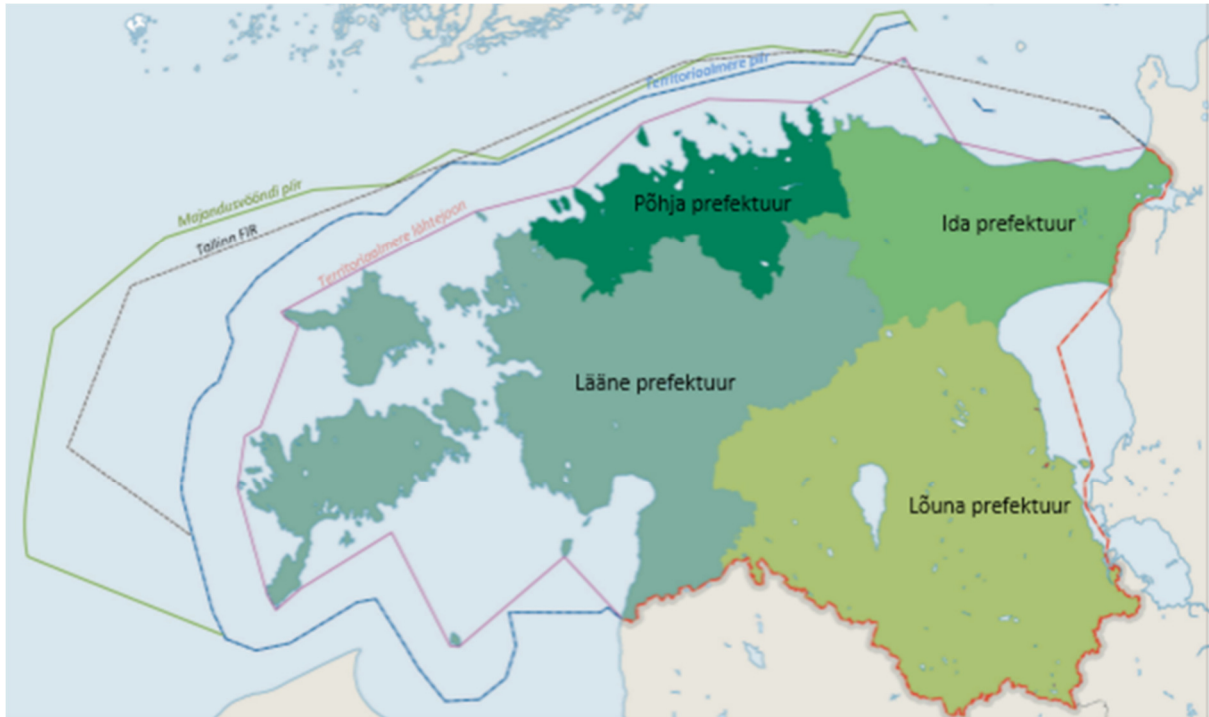 Territoriaalmere piir
Majandusvööndi piir
Tallinn FIR
Territoriaalmere lähtejoon
Põhja prefektuur
Ida prefektuur
Lääne prefektuur
Lõuna prefektuur